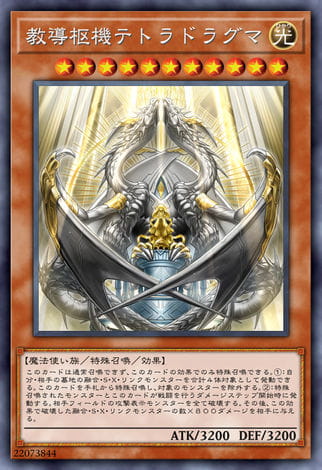 教導枢機テトラドラグマ
光
【魔法使い族／特殊召喚／効果】
このカードは通常召喚できず、このカードの効果でのみ特殊召喚できる。①：自
分・相手の墓地の融合・S・X・リンクモンスターを合計4体対象として発動でき
る。このカードを手札から特殊召喚し、対象のモンスターを除外する。②：特殊
召喚されたモンスターとこのカードが戦闘を行うダメージステップ開始時に発
動する。相手フィールドの攻撃表示モンスターを全て破壊する。その後、この効果
で破壊した融合・S・X・リンクモンスターの数×800ダメージを相手に与え
る。
ATK/3200 DEF/3200
22073844